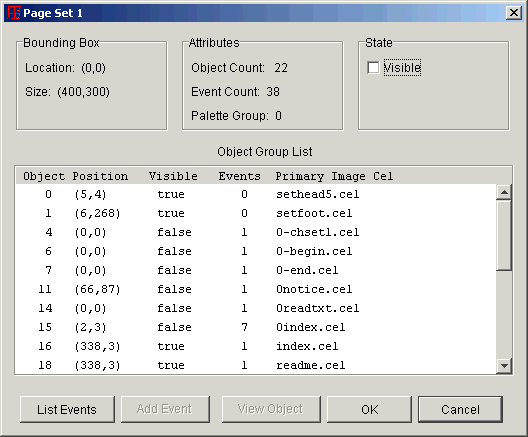 Page Set 1
Bounding Box
Location: (0,0)
Size: (400,300)
Attributes
Object Count: 22
Event Count: 38
Palette Group: 0
State
Visible
Object Group List
Object Position Visible Events Primary Image Cel
0 (5,4) true 0 sethead5.cel
1 (6,268) true 0 setfoot.cel
4 (0,0) false 1 0-chset1.cel
6 (0,0) false 1 0-begin.cel
7 (0,0) false 1 0-end.cel
11 (66,87) false 1 0notice.cel
14 (0,0) false 1 0readtxt.cel
15 (2,3) false 7 0index.cel
16 (338,3) true 1 index.cel
18 (338,3) true 1 readme.cel
List Events Add Event View Object OK Cancel